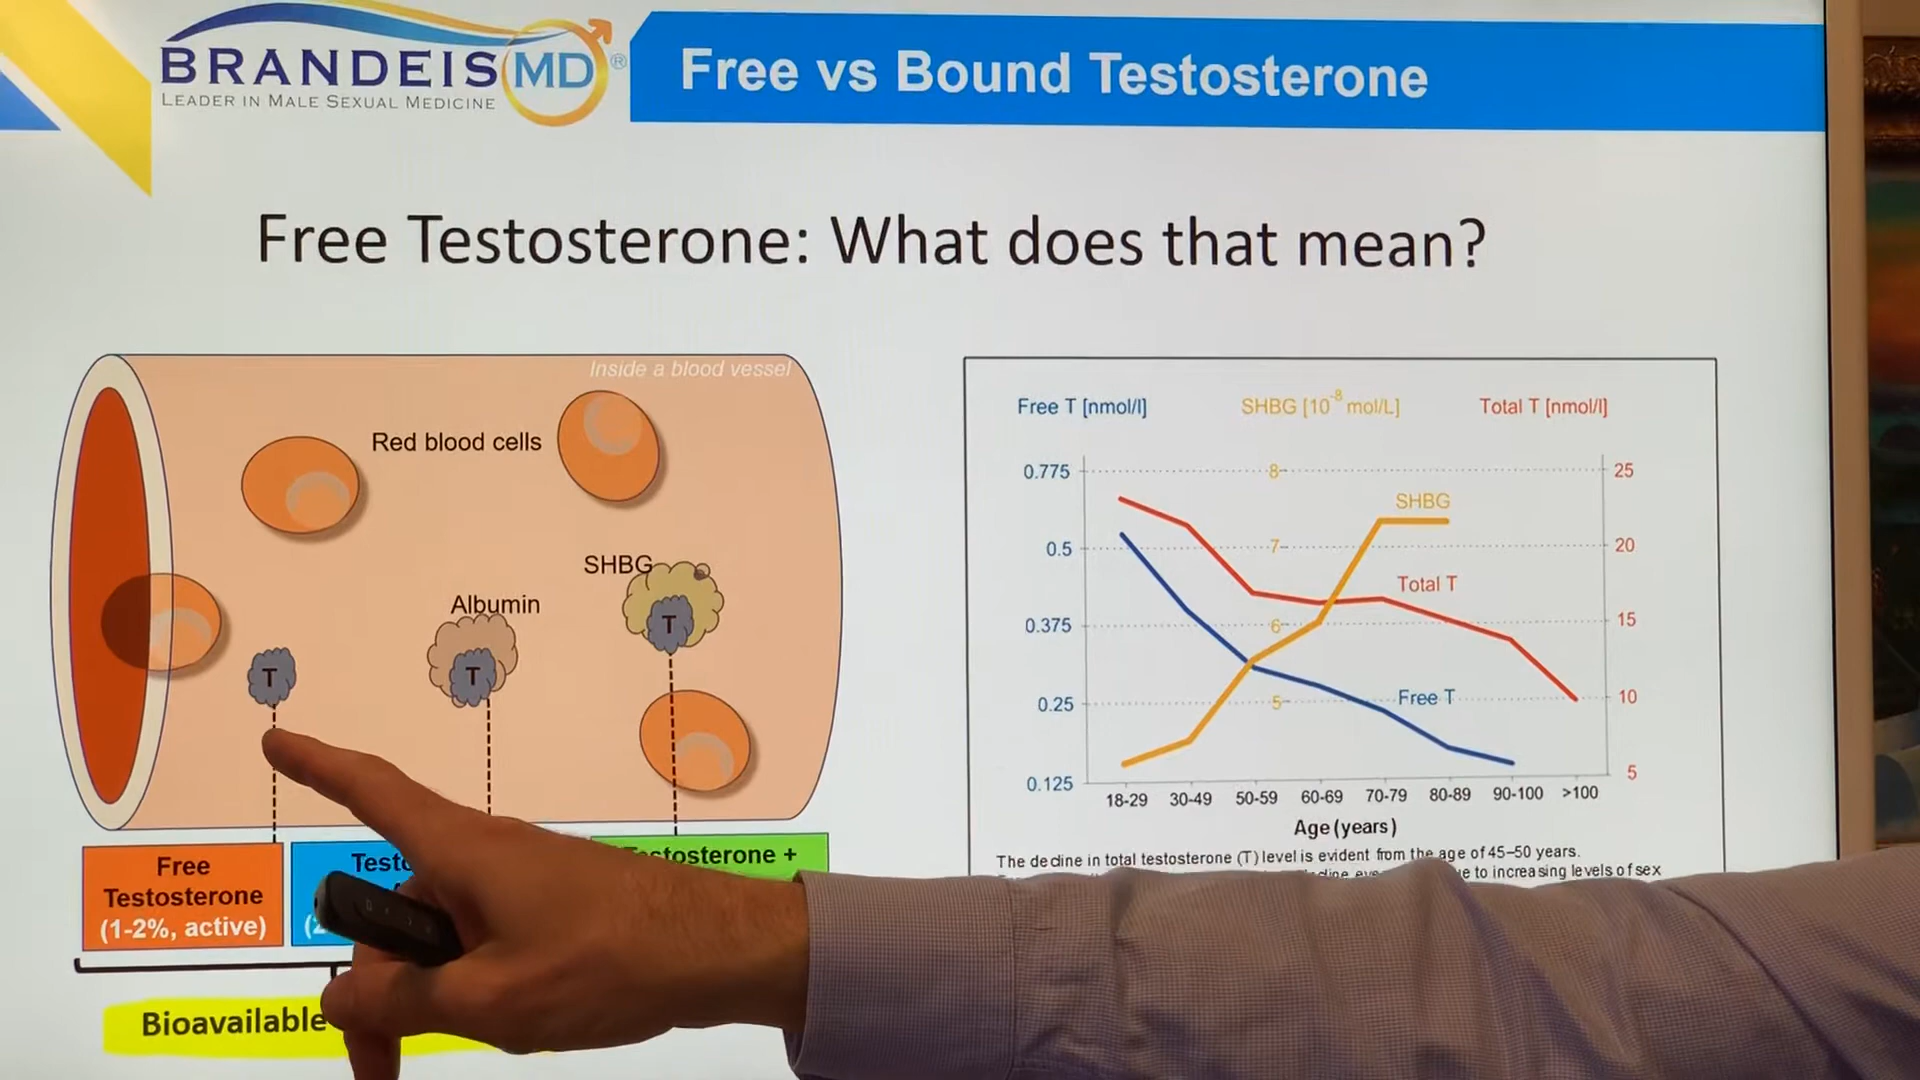 BRANDEIS MD®
LEADER IN MALE SEXUAL MEDICINE
Free vs Bound Testosterone
Free Testosterone: What does that mean?
Inside a blood vessel
Red blood cells
SHBG
Albumin
T
T
T
Free
Testosterone
(1-2%, active)
Testosterone +
Bioavailable
Free T [nmol/l]
SHBG [10⁻⁸ mol/L]
Total T [nmol/l]
0.775
0.5
0.375
0.25
0.125
8
7
6
5
25
20
15
10
5
SHBG
Total T
Free T
18-29 30-49 50-59 60-69 70-79 80-89 90-100 >100
Age (years)
The decline in total testosterone (T) level is evident from the age of 45–50 years.
to increasing levels of sex